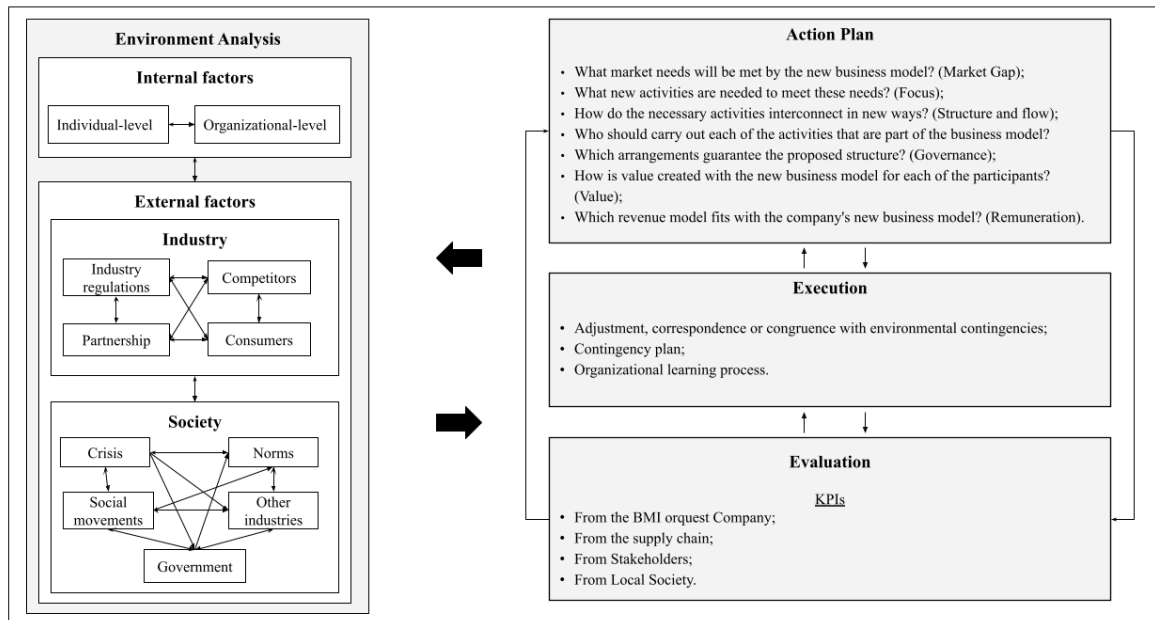 Environment Analysis
Internal factors
Individual-level
Organizational-level
External factors
Industry
Industry
regulations
Competitors
Partnership
Consumers
Society
Crisis
Norms
Social
movements
Other
industries
Government
Action Plan
• What market needs will be met by the new business model? (Market Gap);
• What new activities are needed to meet these needs? (Focus);
• How do the necessary activities interconnect in new ways? (Structure and flow);
• Who should carry out each of the activities that are part of the business model?
• Which arrangements guarantee the proposed structure? (Governance);
• How is value created with the new business model for each of the participants?
(Value);
• Which revenue model fits with the company's new business model? (Remuneration).
Execution
• Adjustment, correspondence or congruence with environmental contingencies;
• Contingency plan;
• Organizational learning process.
Evaluation
KPIs
• From the BMI orquest Company;
• From the supply chain;
• From Stakeholders;
• From Local Society.